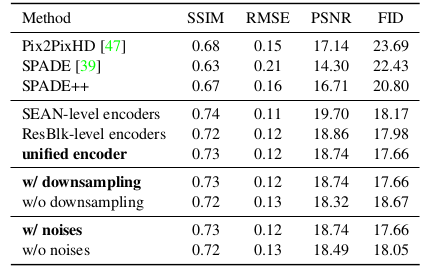 Method SSIM RMSE PSNR FID
Pix2PixHD [47] 0.68 0.15 17.14 23.69
SPADE [39] 0.63 0.21 14.30 22.43
SPADE++ 0.67 0.16 16.71 20.80
SEAN-level encoders 0.74 0.11 19.70 18.17
ResBlk-level encoders 0.72 0.12 18.86 17.98
unified encoder 0.73 0.12 18.74 17.66
w/ downsampling 0.73 0.12 18.74 17.66
w/o downsampling 0.72 0.13 18.32 18.67
w/ noises 0.73 0.12 18.74 17.66
w/o noises 0.72 0.13 18.49 18.05